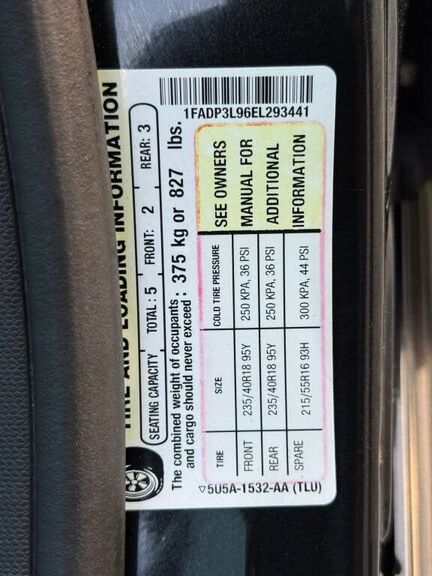 TIRE AND LOADING INFORMATION
SEATING CAPACITY TOTAL : 5 FRONT: 2 REAR: 3
The combined weight of occupants
and cargo should never exceed : 375 kg or 827 lbs.
TIRE SIZE COLD TIRE PRESSURE SEE OWNERS
FRONT 235/40R18 95Y 250 KPA, 36 PSI MANUAL FOR
REAR 235/40R18 95Y 250 KPA, 36 PSI ADDITIONAL
SPARE 215/55R16 93H 300 KPA, 44 PSI INFORMATION
▽5U5A-1532-AA (TLU) 1FADP3L96EL293441